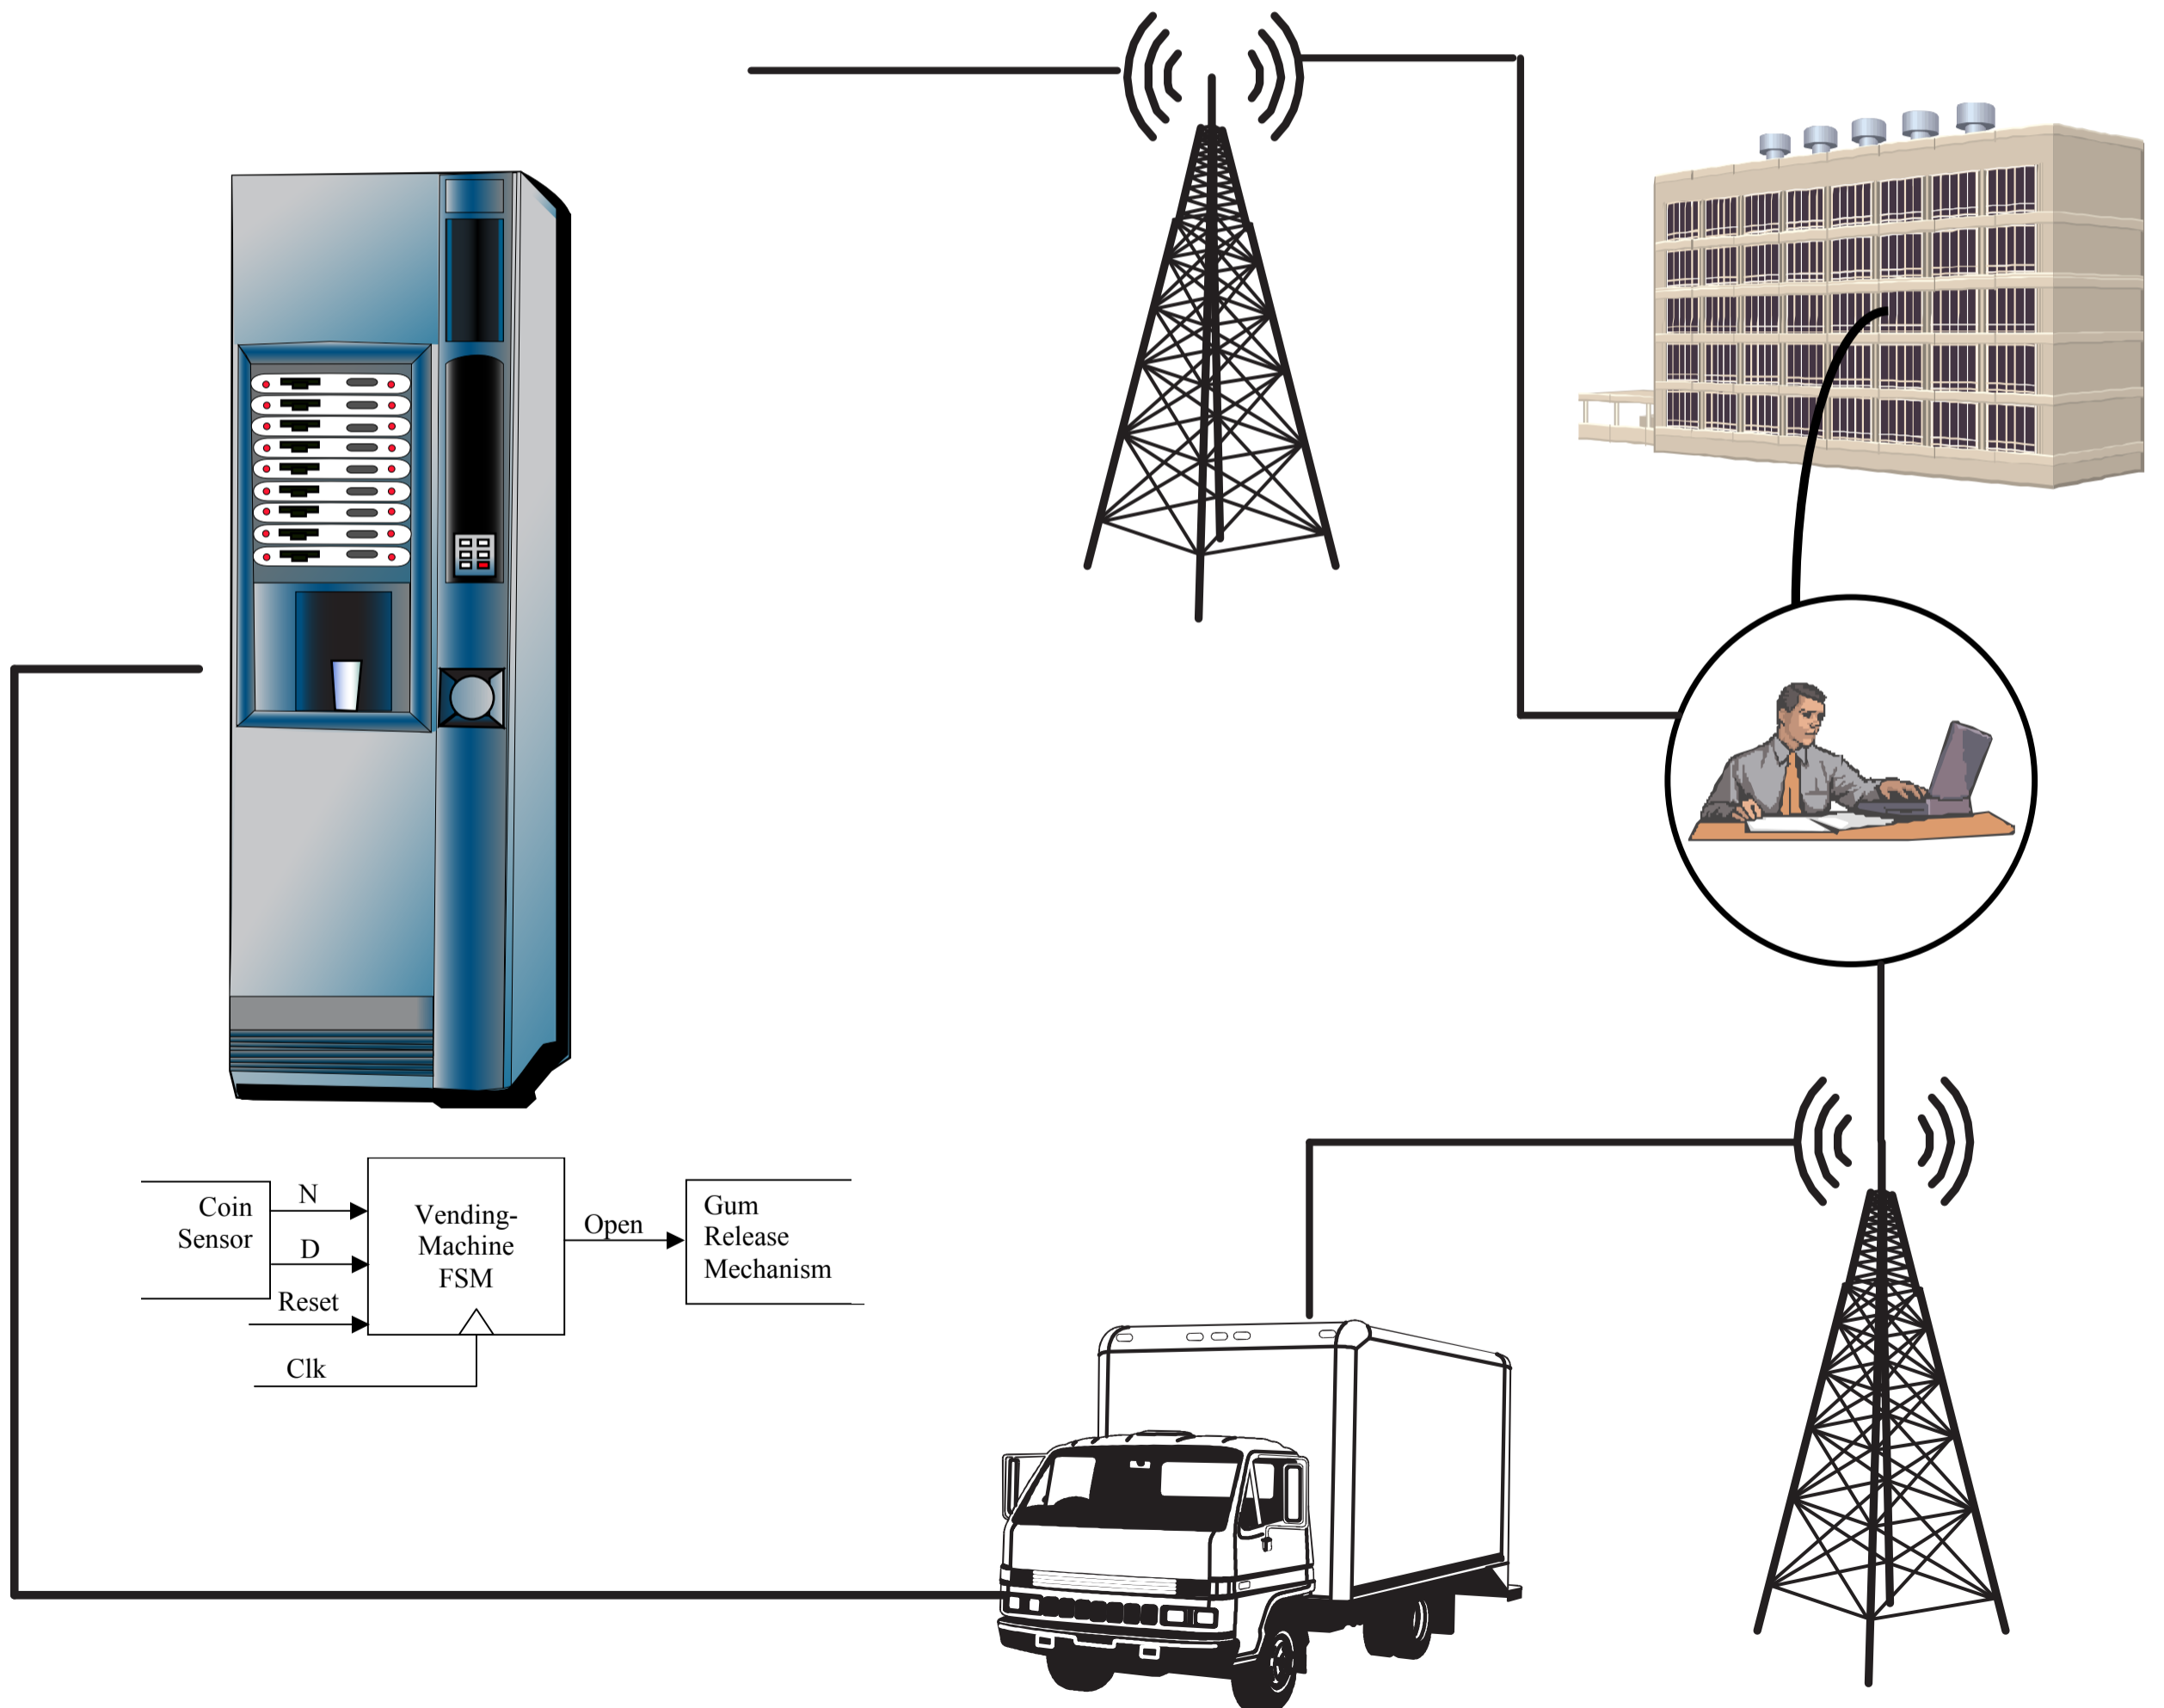 Coin
Sensor
N
D
Reset
Clk
Vending-
Machine
FSM
Open
Gum
Release
Mechanism